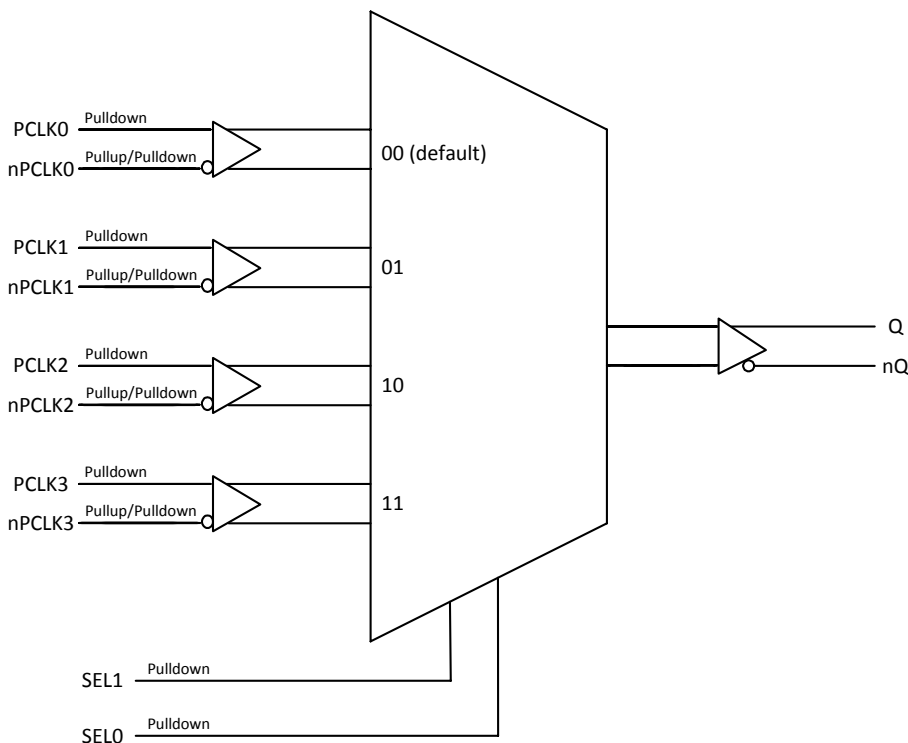 PCLK0 Pulldown
nPCLK0 Pullup/Pulldown
00 (default)
PCLK1 Pulldown
nPCLK1 Pullup/Pulldown
01
Q
nQ
PCLK2 Pulldown
nPCLK2 Pullup/Pulldown
10
PCLK3 Pulldown
nPCLK3 Pullup/Pulldown
11
SEL1 Pulldown
SEL0 Pulldown